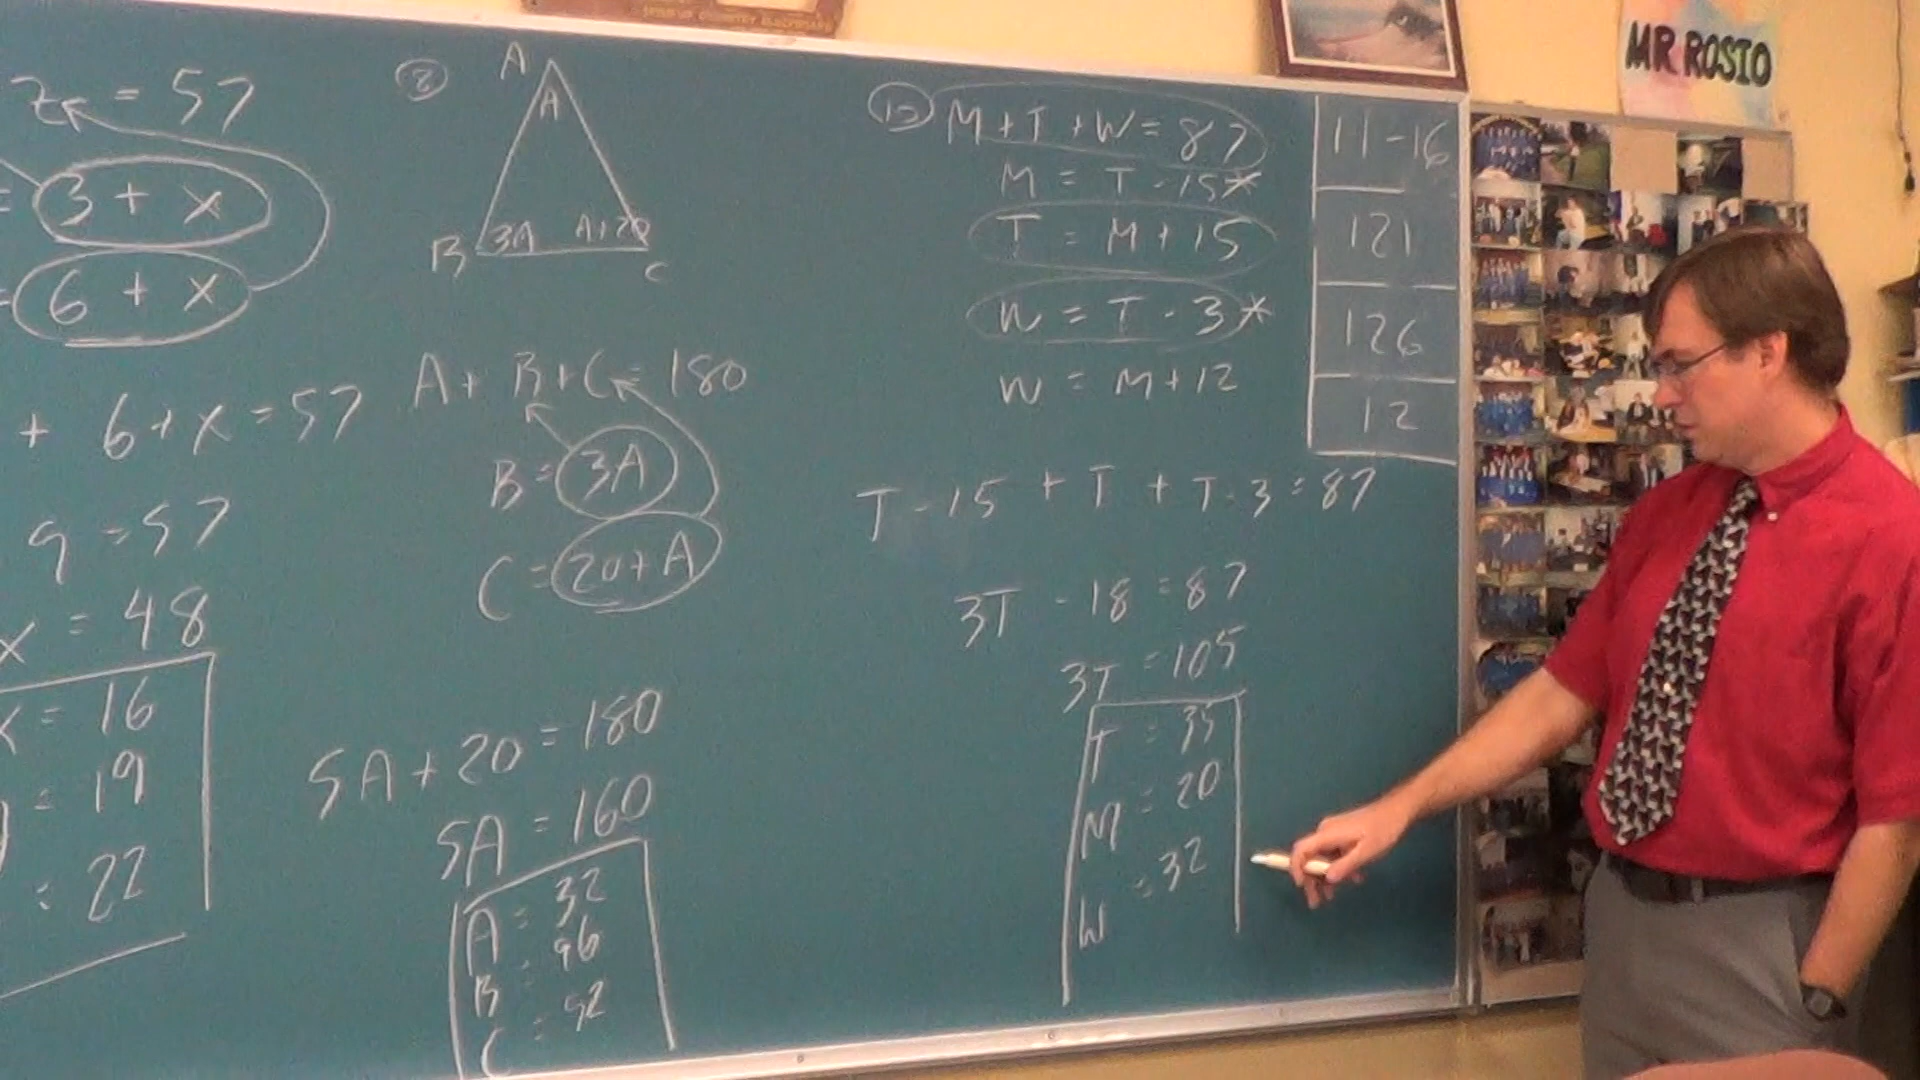 z = 57
= 3 + x
= 6 + x
+ 6 + x = 57
9 = 57
x = 48
x = 16
= 19
= 22
8
A
A
B 3A A+20 C
A + B + C = 180
B = 3A
C = 20 + A
5A + 20 = 180
5A = 160
A = 32
B = 96
C = 52
M + T + W = 87
M = T - 15*
T = M + 15
W = T - 3*
W = M + 12
T - 15 + T + T - 3 = 87
3T - 18 = 87
3T = 105
T = 35
M = 20
W = 32
11-16
121
126
12
MR ROSIO